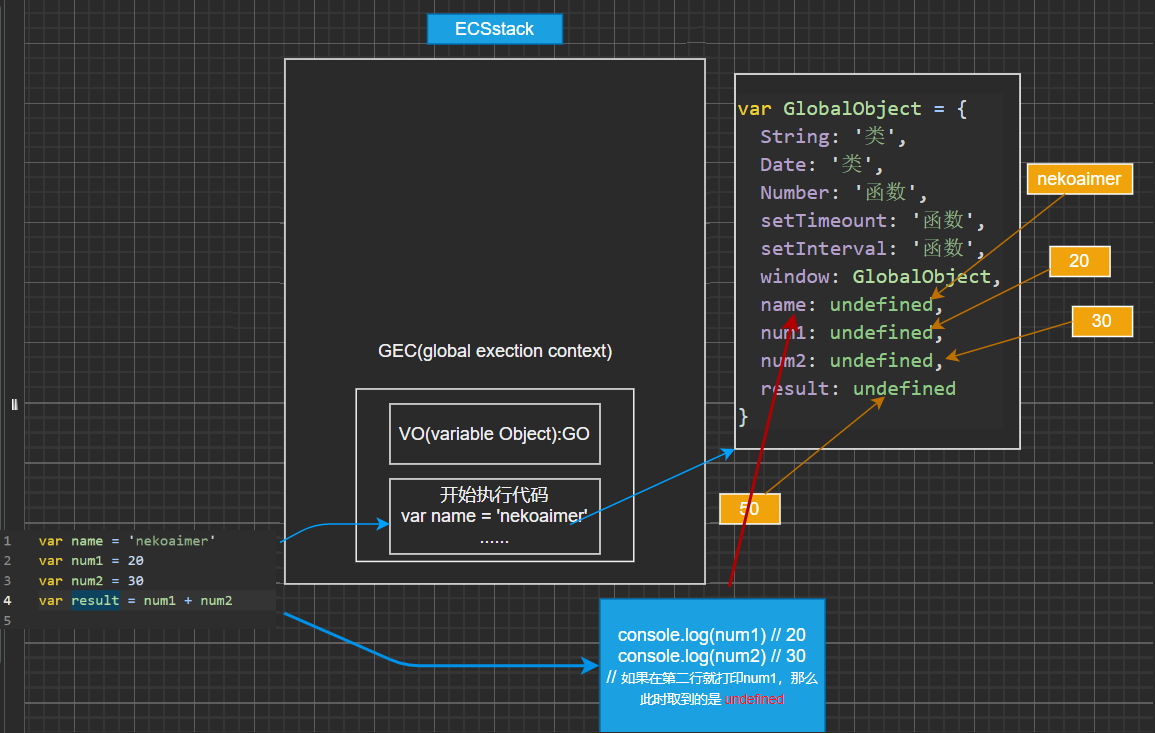 ECSstack
var GlobalObject = {
String: '类',
Date: '类',
Number: '函数',
setTimeount: '函数',
setInterval: '函数',
window: GlobalObject,
name: undefined,
num1: undefined,
num2: undefined,
result: undefined
}
nekoaimer
20
30
50
GEC(global exection context)
VO(variable Object):GO
开始执行代码
var name = 'nekoaimer'
......
1 var name = 'nekoaimer'
2 var num1 = 20
3 var num2 = 30
4 var result = num1 + num2
5
console.log(num1) // 20
console.log(num2) // 30
// 如果在第二行就打印num1，那么
此时取到的是 undefined